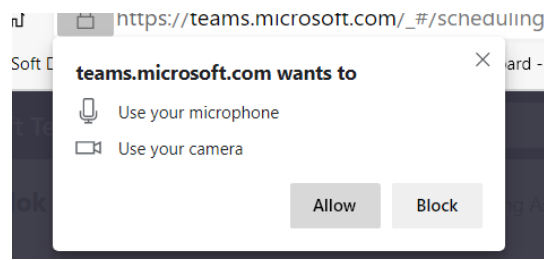 https://teams.microsoft.com/_#/scheduling
Soft D
ard -
teams.microsoft.com wants to
Use your microphone
Use your camera
Allow
Block